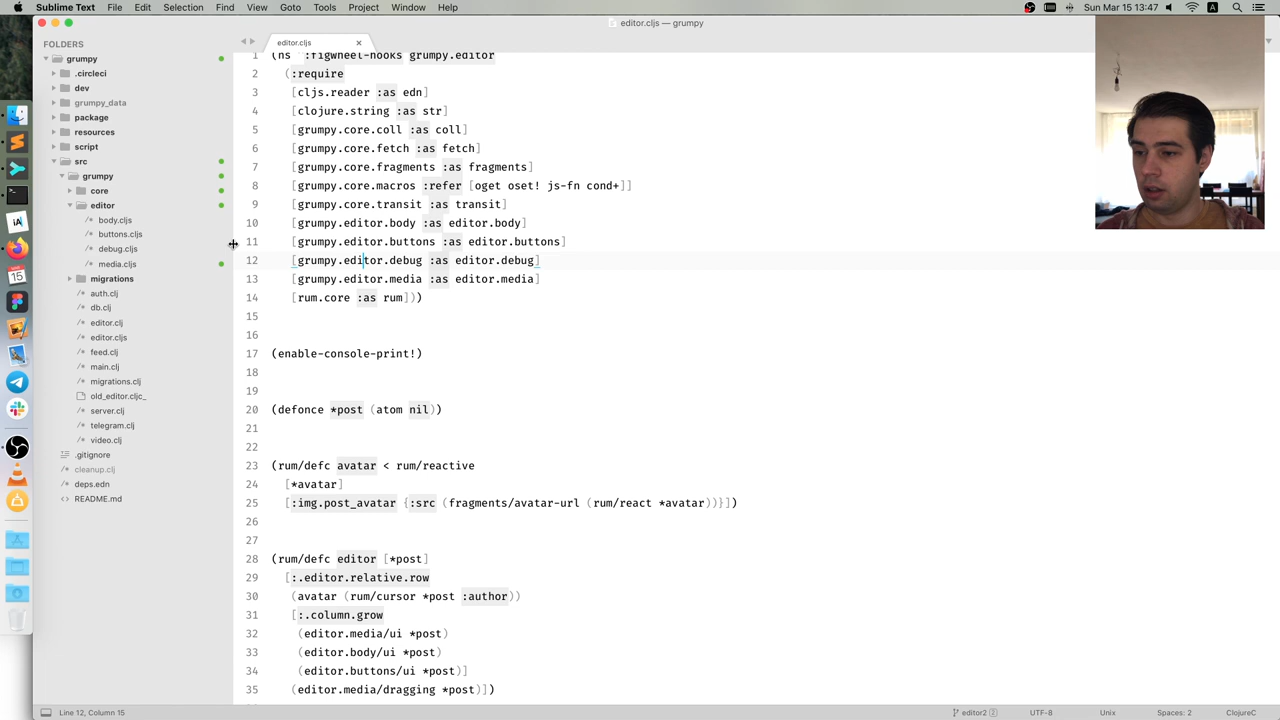 Sublime Text File Edit Selection Find View Goto Tools Project Window Help
Sun Mar 15 13:47
editor.cljs — grumpy
FOLDERS
grumpy
.circleci
dev
grumpy_data
package
resources
script
src
grumpy
core
editor
body.cljs
buttons.cljs
debug.cljs
media.cljs
migrations
auth.clj
db.clj
editor.clj
editor.cljs
feed.clj
main.clj
migrations.clj
old_editor.cljc_
server.clj
telegram.clj
video.clj
.gitignore
cleanup.clj
deps.edn
README.md
editor.cljs
1 (ns ^:figwheel-hooks grumpy.editor
2 (:require
3 [cljs.reader :as edn]
4 [clojure.string :as str]
5 [grumpy.core.coll :as coll]
6 [grumpy.core.fetch :as fetch]
7 [grumpy.core.fragments :as fragments]
8 [grumpy.core.macros :refer [oget oset! js-fn cond+]]
9 [grumpy.core.transit :as transit]
10 [grumpy.editor.body :as editor.body]
11 [grumpy.editor.buttons :as editor.buttons]
12 [grumpy.editor.debug :as editor.debug]
13 [grumpy.editor.media :as editor.media]
14 [rum.core :as rum]))
15
16
17 (enable-console-print!)
18
19
20 (defonce *post (atom nil))
21
22
23 (rum/defc avatar < rum/reactive
24 [*avatar]
25 [:img.post_avatar {:src (fragments/avatar-url (rum/react *avatar))}])
26
27
28 (rum/defc editor [*post]
29 [:.editor.relative.row
30 (avatar (rum/cursor *post :author))
31 [:.column.grow
32 (editor.media/ui *post)
33 (editor.body/ui *post)
34 (editor.buttons/ui *post)]
35 (editor.media/dragging *post)])
Line 12, Column 15
editor2 2
UTF-8
Unix
Spaces: 2
ClojureC